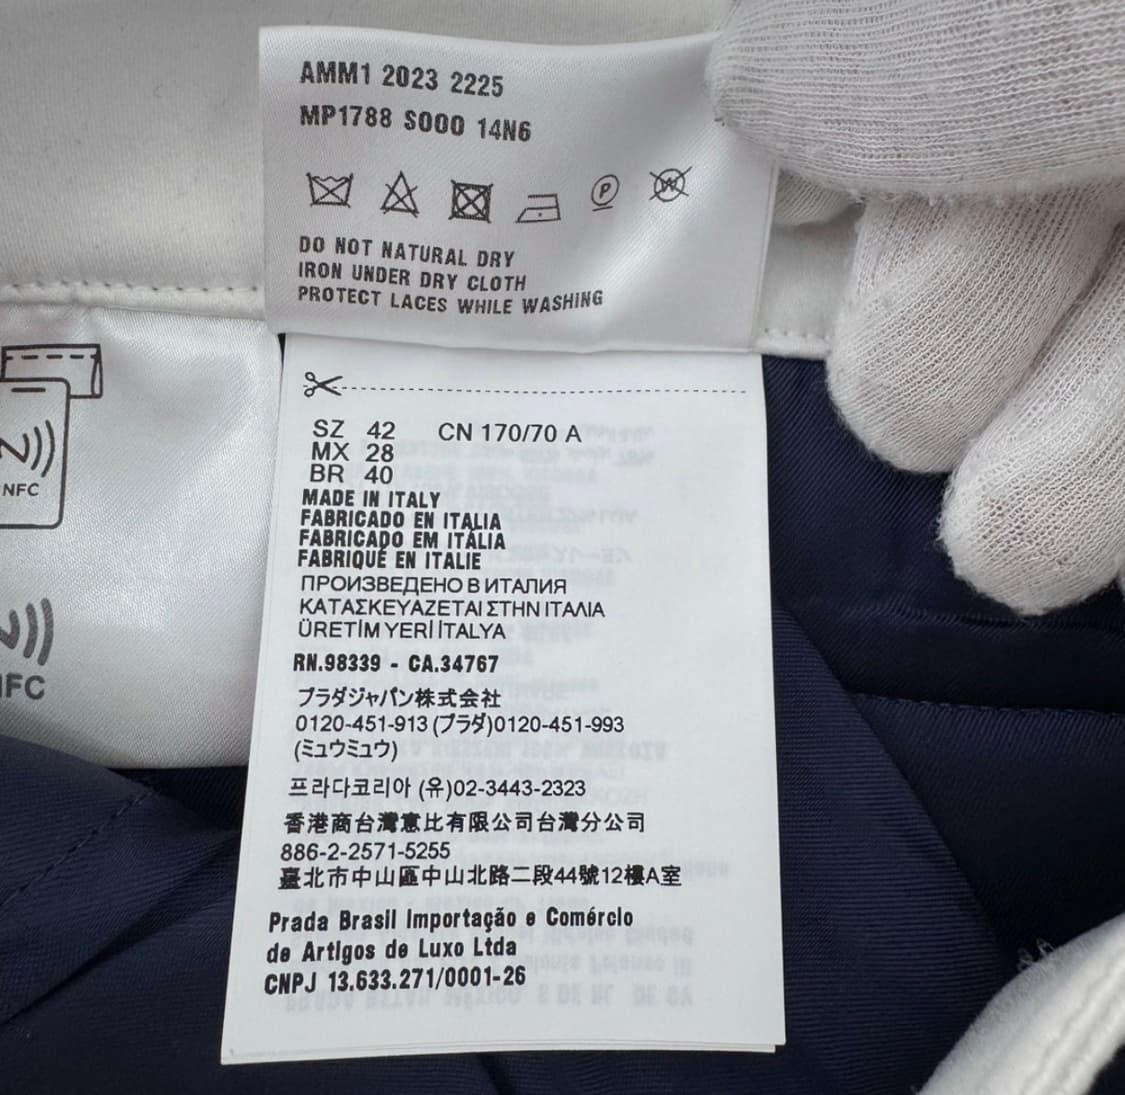 AMM1 2023 2225
MP1788 S000 14N6
P
W
DO NOT NATURAL DRY
IRON UNDER DRY CLOTH
PROTECT LACES WHILE WASHING
NFC
SZ 42 CN 170/70 A
MX 28
BR 40
MADE IN ITALY
FABRICADO EN ITALIA
FABRICADO EM ITÁLIA
FABRIQUÉ EN ITALIE
ПРОИЗВЕДЕНО В ИТАЛИЯ
ΚΑΤΑΣΚΕΥΑΖΕΤΑΙ ΣΤΗΝ ΙΤΑΛΙΑ
ÜRETİM YERİ İTALYA
RN.98339 - CA.34767
プラダジャパン株式会社
0120-451-913 (プラダ)0120-451-993
(ミュウミュウ)
프라다코리아 (유)02-3443-2323
香港商台灣意比有限公司台灣分公司
886-2-2571-5255
臺北市中山區中山北路二段44號12樓A室
Prada Brasil Importação e Comércio
de Artigos de Luxo Ltda
CNPJ 13.633.271/0001-26
NFC